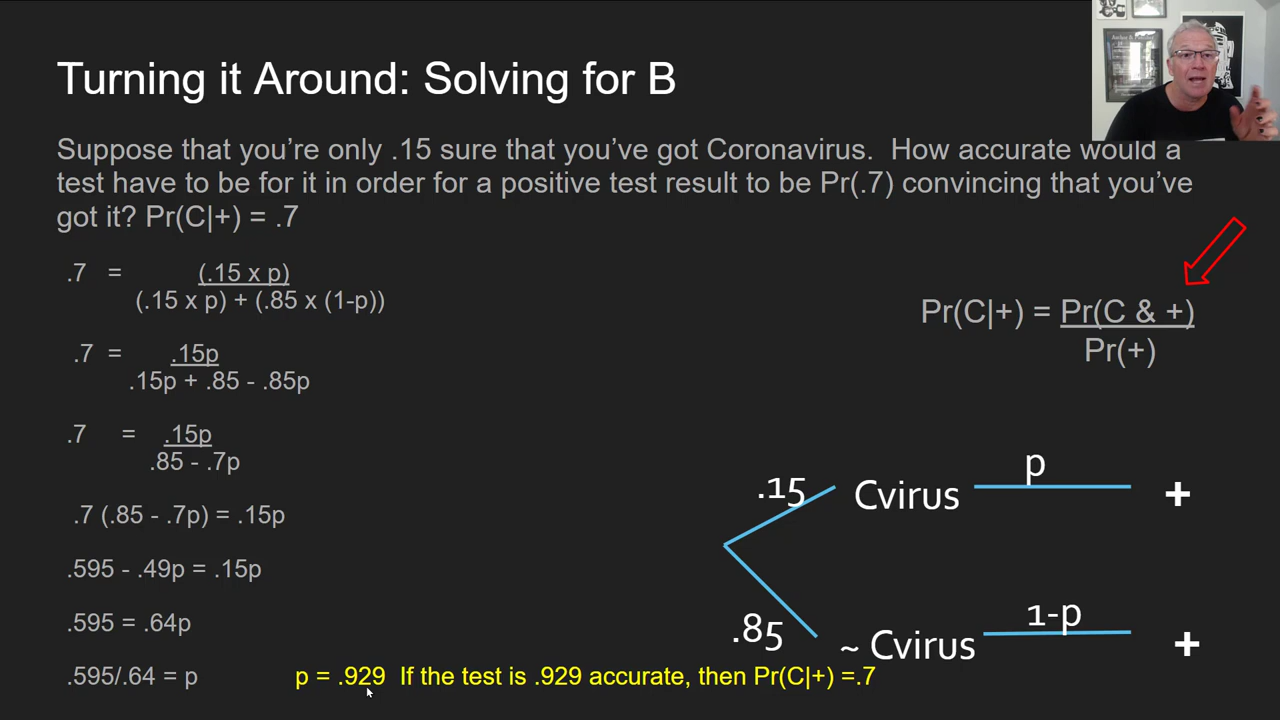 Turning it Around: Solving for B
Suppose that you're only .15 sure that you've got Coronavirus.  How accurate would a
test have to be for it in order for a positive test result to be Pr(.7) convincing that you've
got it? Pr(C|+) = .7
.7 = (.15 x p)
(.15 x p) + (.85 x (1-p))
.7 = .15p
.15p + .85 - .85p
.7 = .15p
.85 - .7p
.7 (.85 - .7p) = .15p
.595 - .49p = .15p
.595 = .64p
.595/.64 = p
p = .929  If the test is .929 accurate, then Pr(C|+) =.7
Pr(C|+) = Pr(C & +)
Pr(+)
.15 Cvirus p +
.85 ~ Cvirus 1-p +